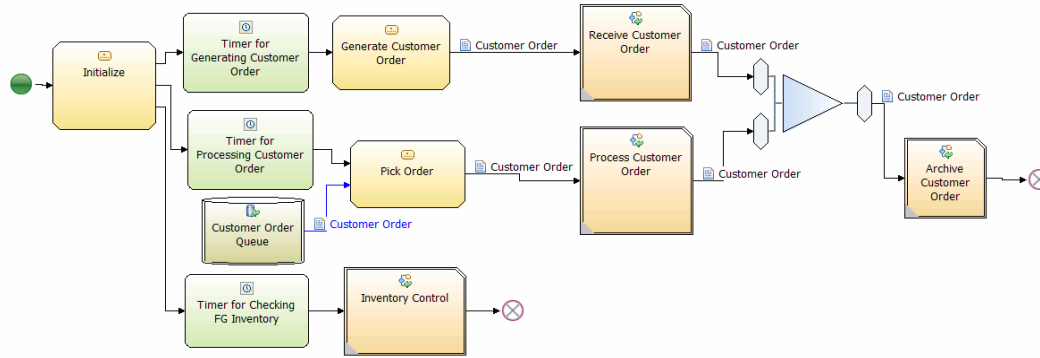 Initialize
Timer for
Generating Customer
Order
Generate Customer
Order
Customer Order
Receive Customer
Order
Customer Order
Customer Order
Timer for
Processing Customer
Order
Pick Order
Customer Order
Process Customer
Order
Customer Order
Archive
Customer
Order
Customer Order
Queue
Customer Order
Timer for Checking
FG Inventory
Inventory Control